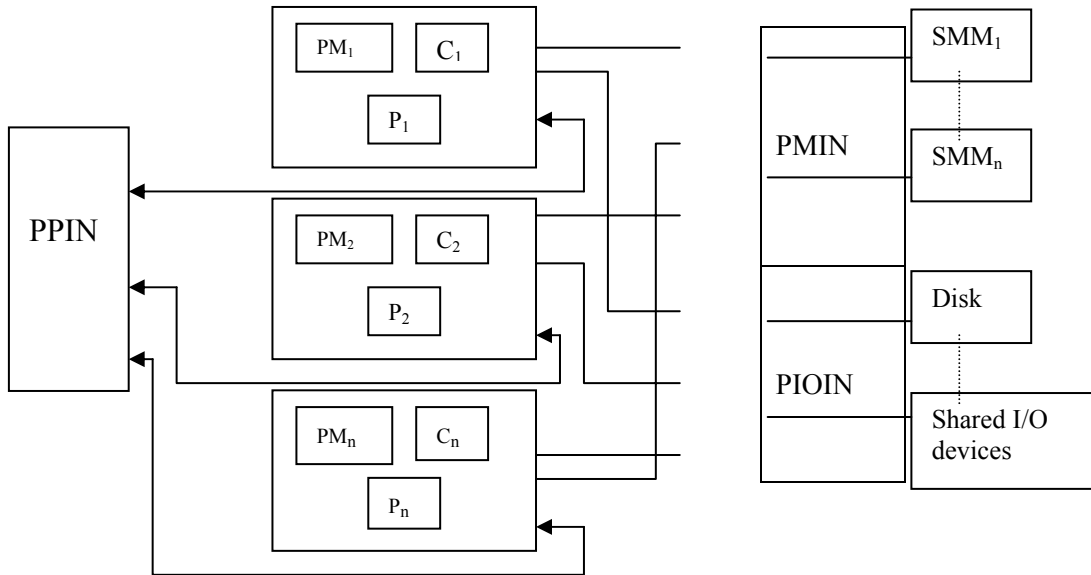 PPIN
PM₁
C₁
P₁
PM₂
C₂
P₂
PMₙ
Cₙ
Pₙ
PMIN
PIOIN
SMM₁
SMMₙ
Disk
Shared I/O
devices